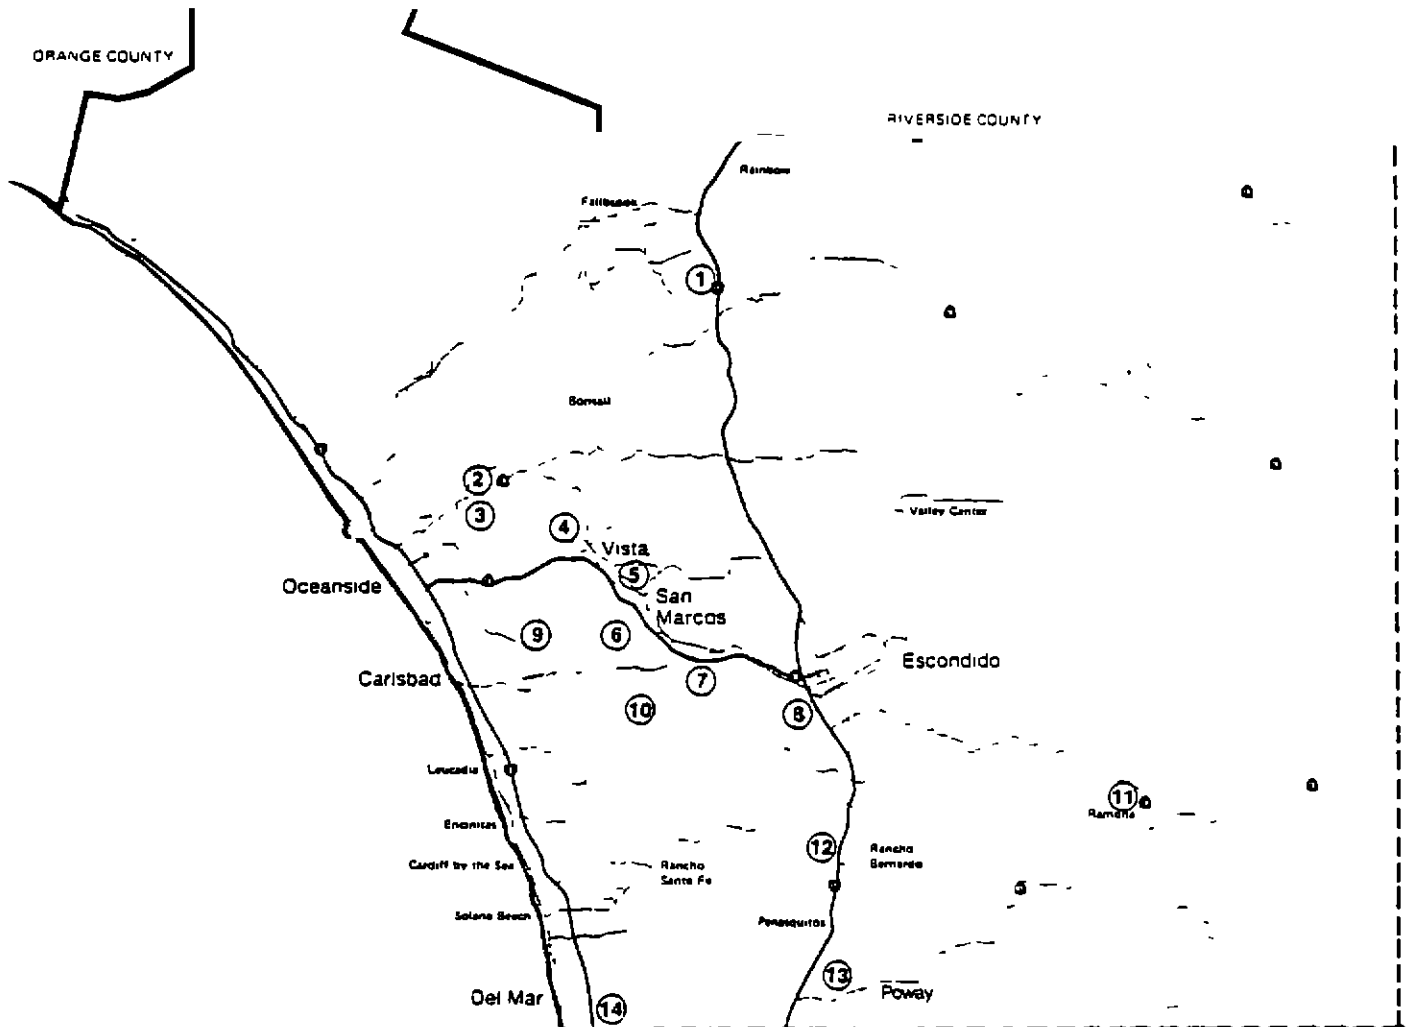 ORANGE COUNTY
RIVERSIDE COUNTY
Rainbow
Fallbrook
1
Bonsall
2
3
4
Valley Center
Vista
5
Oceanside
San
Marcos
9
6
Escondido
Carlsbad
7
10
8
Leucadia
11
Ramona
Encinitas
12
Rancho
Bernardo
Cardiff by the Sea
Rancho
Santa Fe
Solana Beach
Penasquitos
13
Poway
Del Mar
14